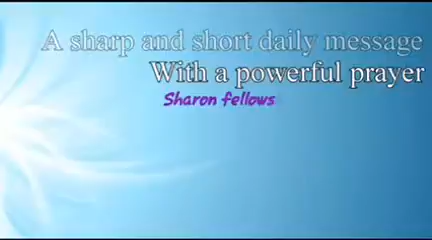 A sharp and short daily message
With a powerful prayer
Sharon fellows